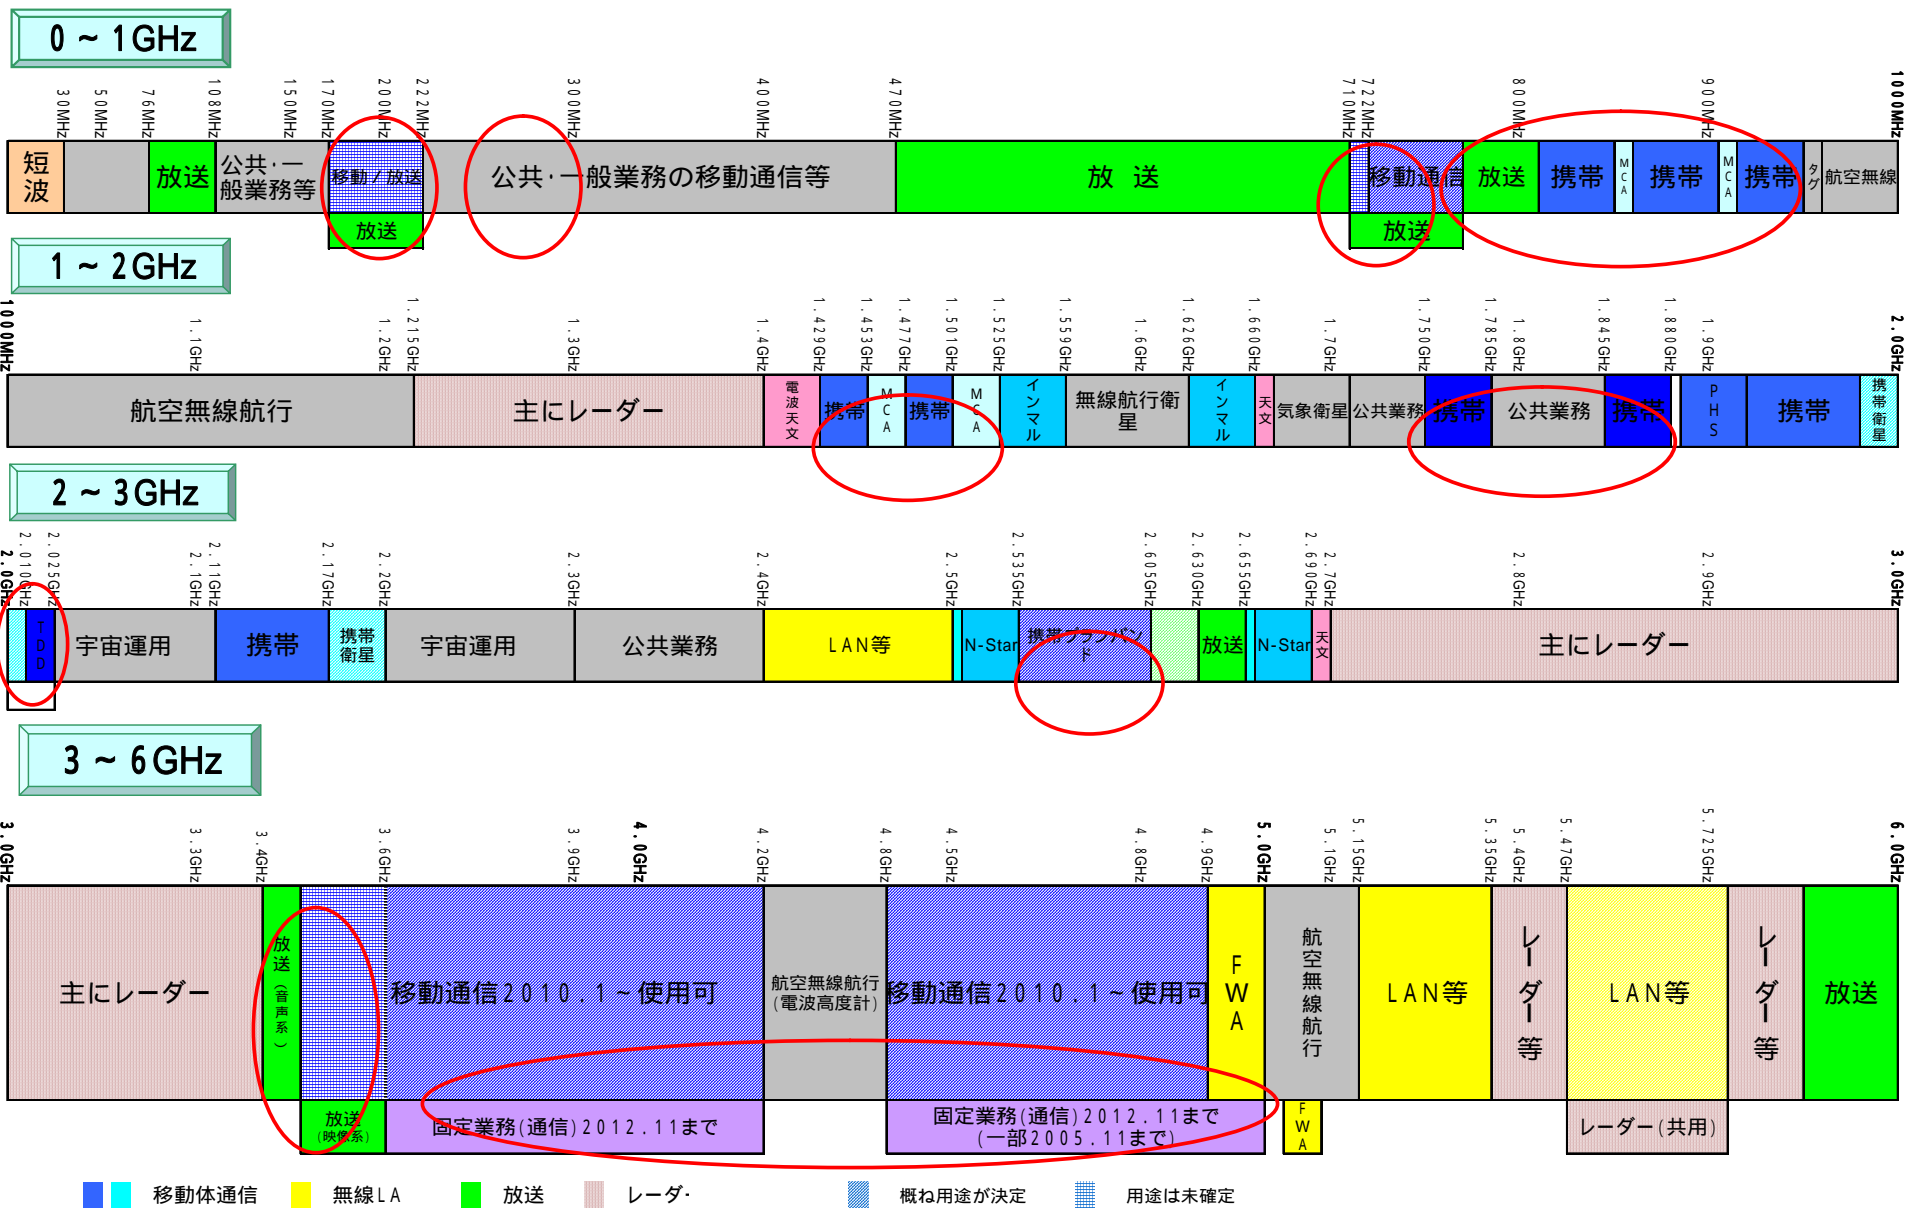 0 ~ 1GHz
30MHz
50MHz
76MHz
108MHz
150MHz
170MHz
200MHz
222MHz
300MHz
400MHz
470MHz
710MHz
722MHz
800MHz
900MHz
1000MHz
短波
放送
公共・一般業務等
移動/放送
公共・一般業務の移動通信等
放 送
移動通信
放送
携帯
MCA
携帯
MCA
携帯
タグ
航空無線
放送
放送
1 ~ 2GHz
1000MHz
1.1GHz
1.2GHz
1.215GHz
1.3GHz
1.4GHz
1.429GHz
1.453GHz
1.477GHz
1.501GHz
1.525GHz
1.559GHz
1.6GHz
1.626GHz
1.660GHz
1.7GHz
1.750GHz
1.785GHz
1.8GHz
1.845GHz
1.880GHz
1.9GHz
2.0GHz
航空無線航行
主にレーダー
電波天文
携帯
MCA
携帯
MCA
インマル
無線航行衛星
インマル
天文
気象衛星
公共業務
携帯
公共業務
携帯
PHS
携帯
携帯衛星
2 ~ 3GHz
2.0GHz
2.010GHz
2.025GHz
2.1GHz
2.11GHz
2.17GHz
2.2GHz
2.3GHz
2.4GHz
2.5GHz
2.535GHz
2.605GHz
2.630GHz
2.655GHz
2.690GHz
2.7GHz
2.8GHz
2.9GHz
3.0GHz
TDD
宇宙運用
携帯
携帯衛星
宇宙運用
公共業務
LAN等
N-Star
携帯グランバンド
放送
N-Star
天文
主にレーダー
3 ~ 6GHz
3.0GHz
3.3GHz
3.4GHz
3.6GHz
3.9GHz
4.0GHz
4.2GHz
4.8GHz
4.5GHz
4.8GHz
4.9GHz
5.0GHz
5.1GHz
5.15GHz
5.35GHz
5.4GHz
5.47GHz
5.725GHz
6.0GHz
主にレーダー
放送(音声系)
移動通信2010.1~使用可
航空無線航行
(電波高度計)
移動通信2010.1~使用可
FWA
航空無線航行
LAN等
レーダー等
LAN等
レーダー等
放送
放送
(映像系)
固定業務(通信)2012.11まで
固定業務(通信)2012.11まで
(一部2005.11まで)
FWA
レーダー(共用)
移動体通信
無線LA
放送
レーダ・
概ね用途が決定
用途は未確定